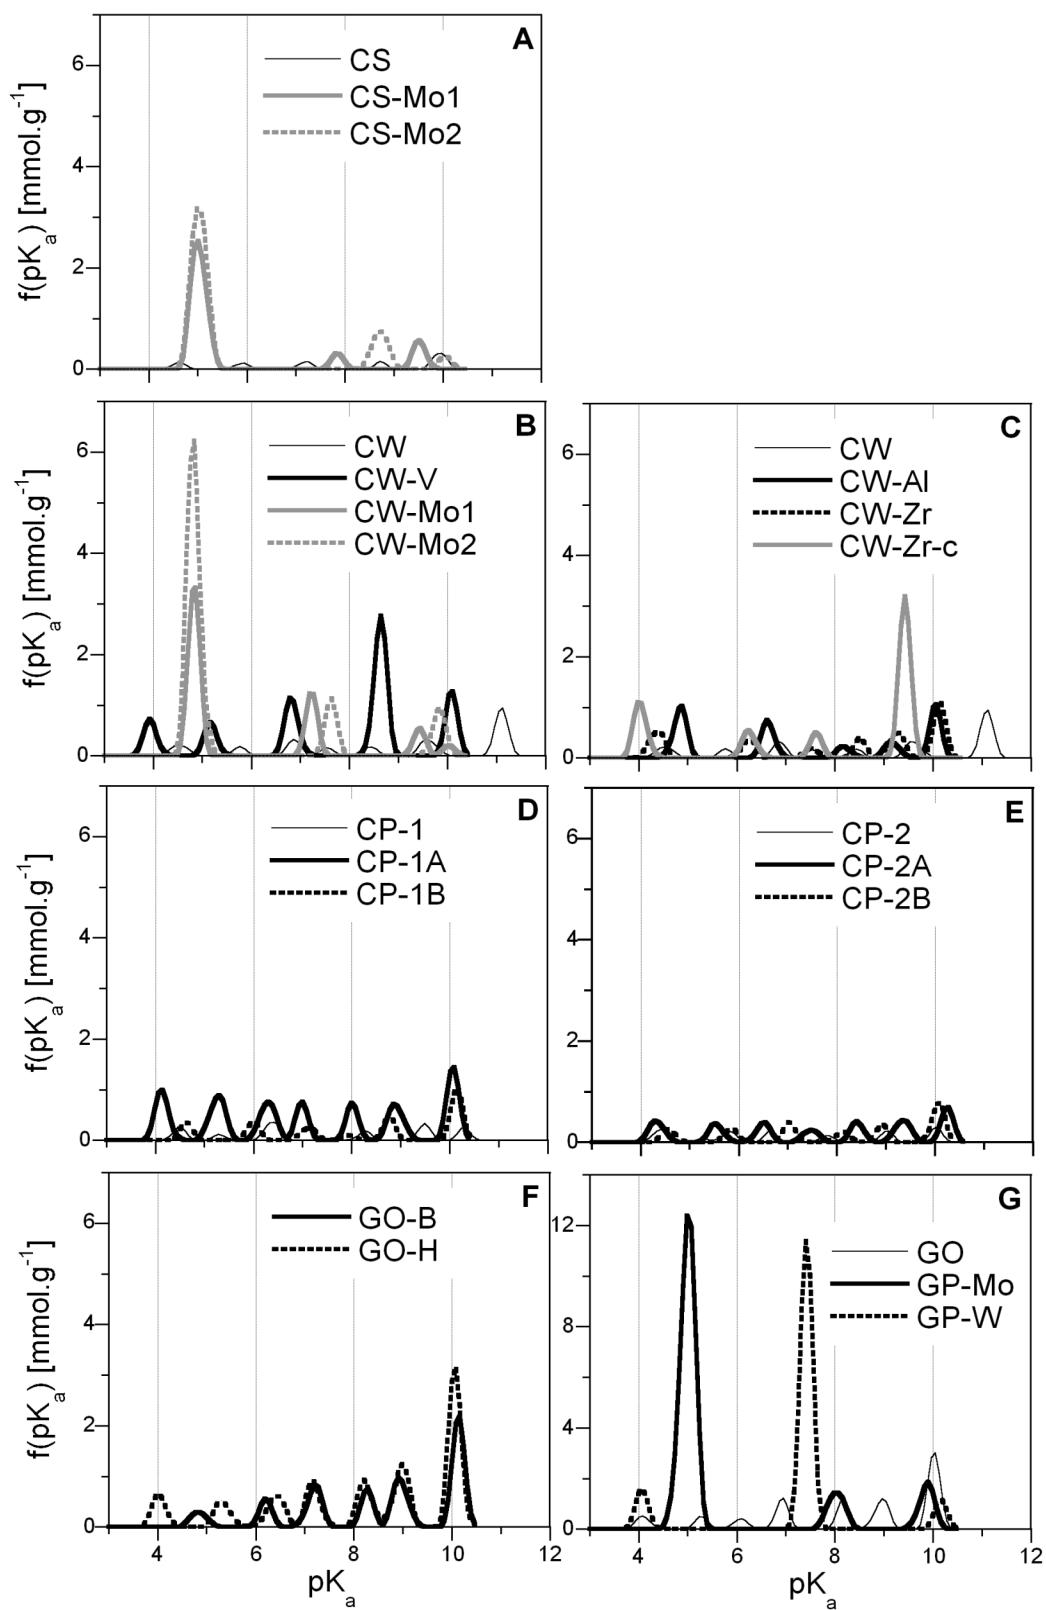 A
CS
CS-Mo1
CS-Mo2
6
4
2
0
f(pKa) [mmol.g-1]
B
CW
CW-V
CW-Mo1
CW-Mo2
6
4
2
0
f(pKa) [mmol.g-1]
C
CW
CW-Al
CW-Zr
CW-Zr-c
6
4
2
0
D
CP-1
CP-1A
CP-1B
6
4
2
0
f(pKa) [mmol.g-1]
E
CP-2
CP-2A
CP-2B
6
4
2
0
F
GO-B
GO-H
6
4
2
0
f(pKa) [mmol.g-1]
4 6 8 10 12
pKa
G
GO
GP-Mo
GP-W
12
8
4
0
4 6 8 10 12
pKa